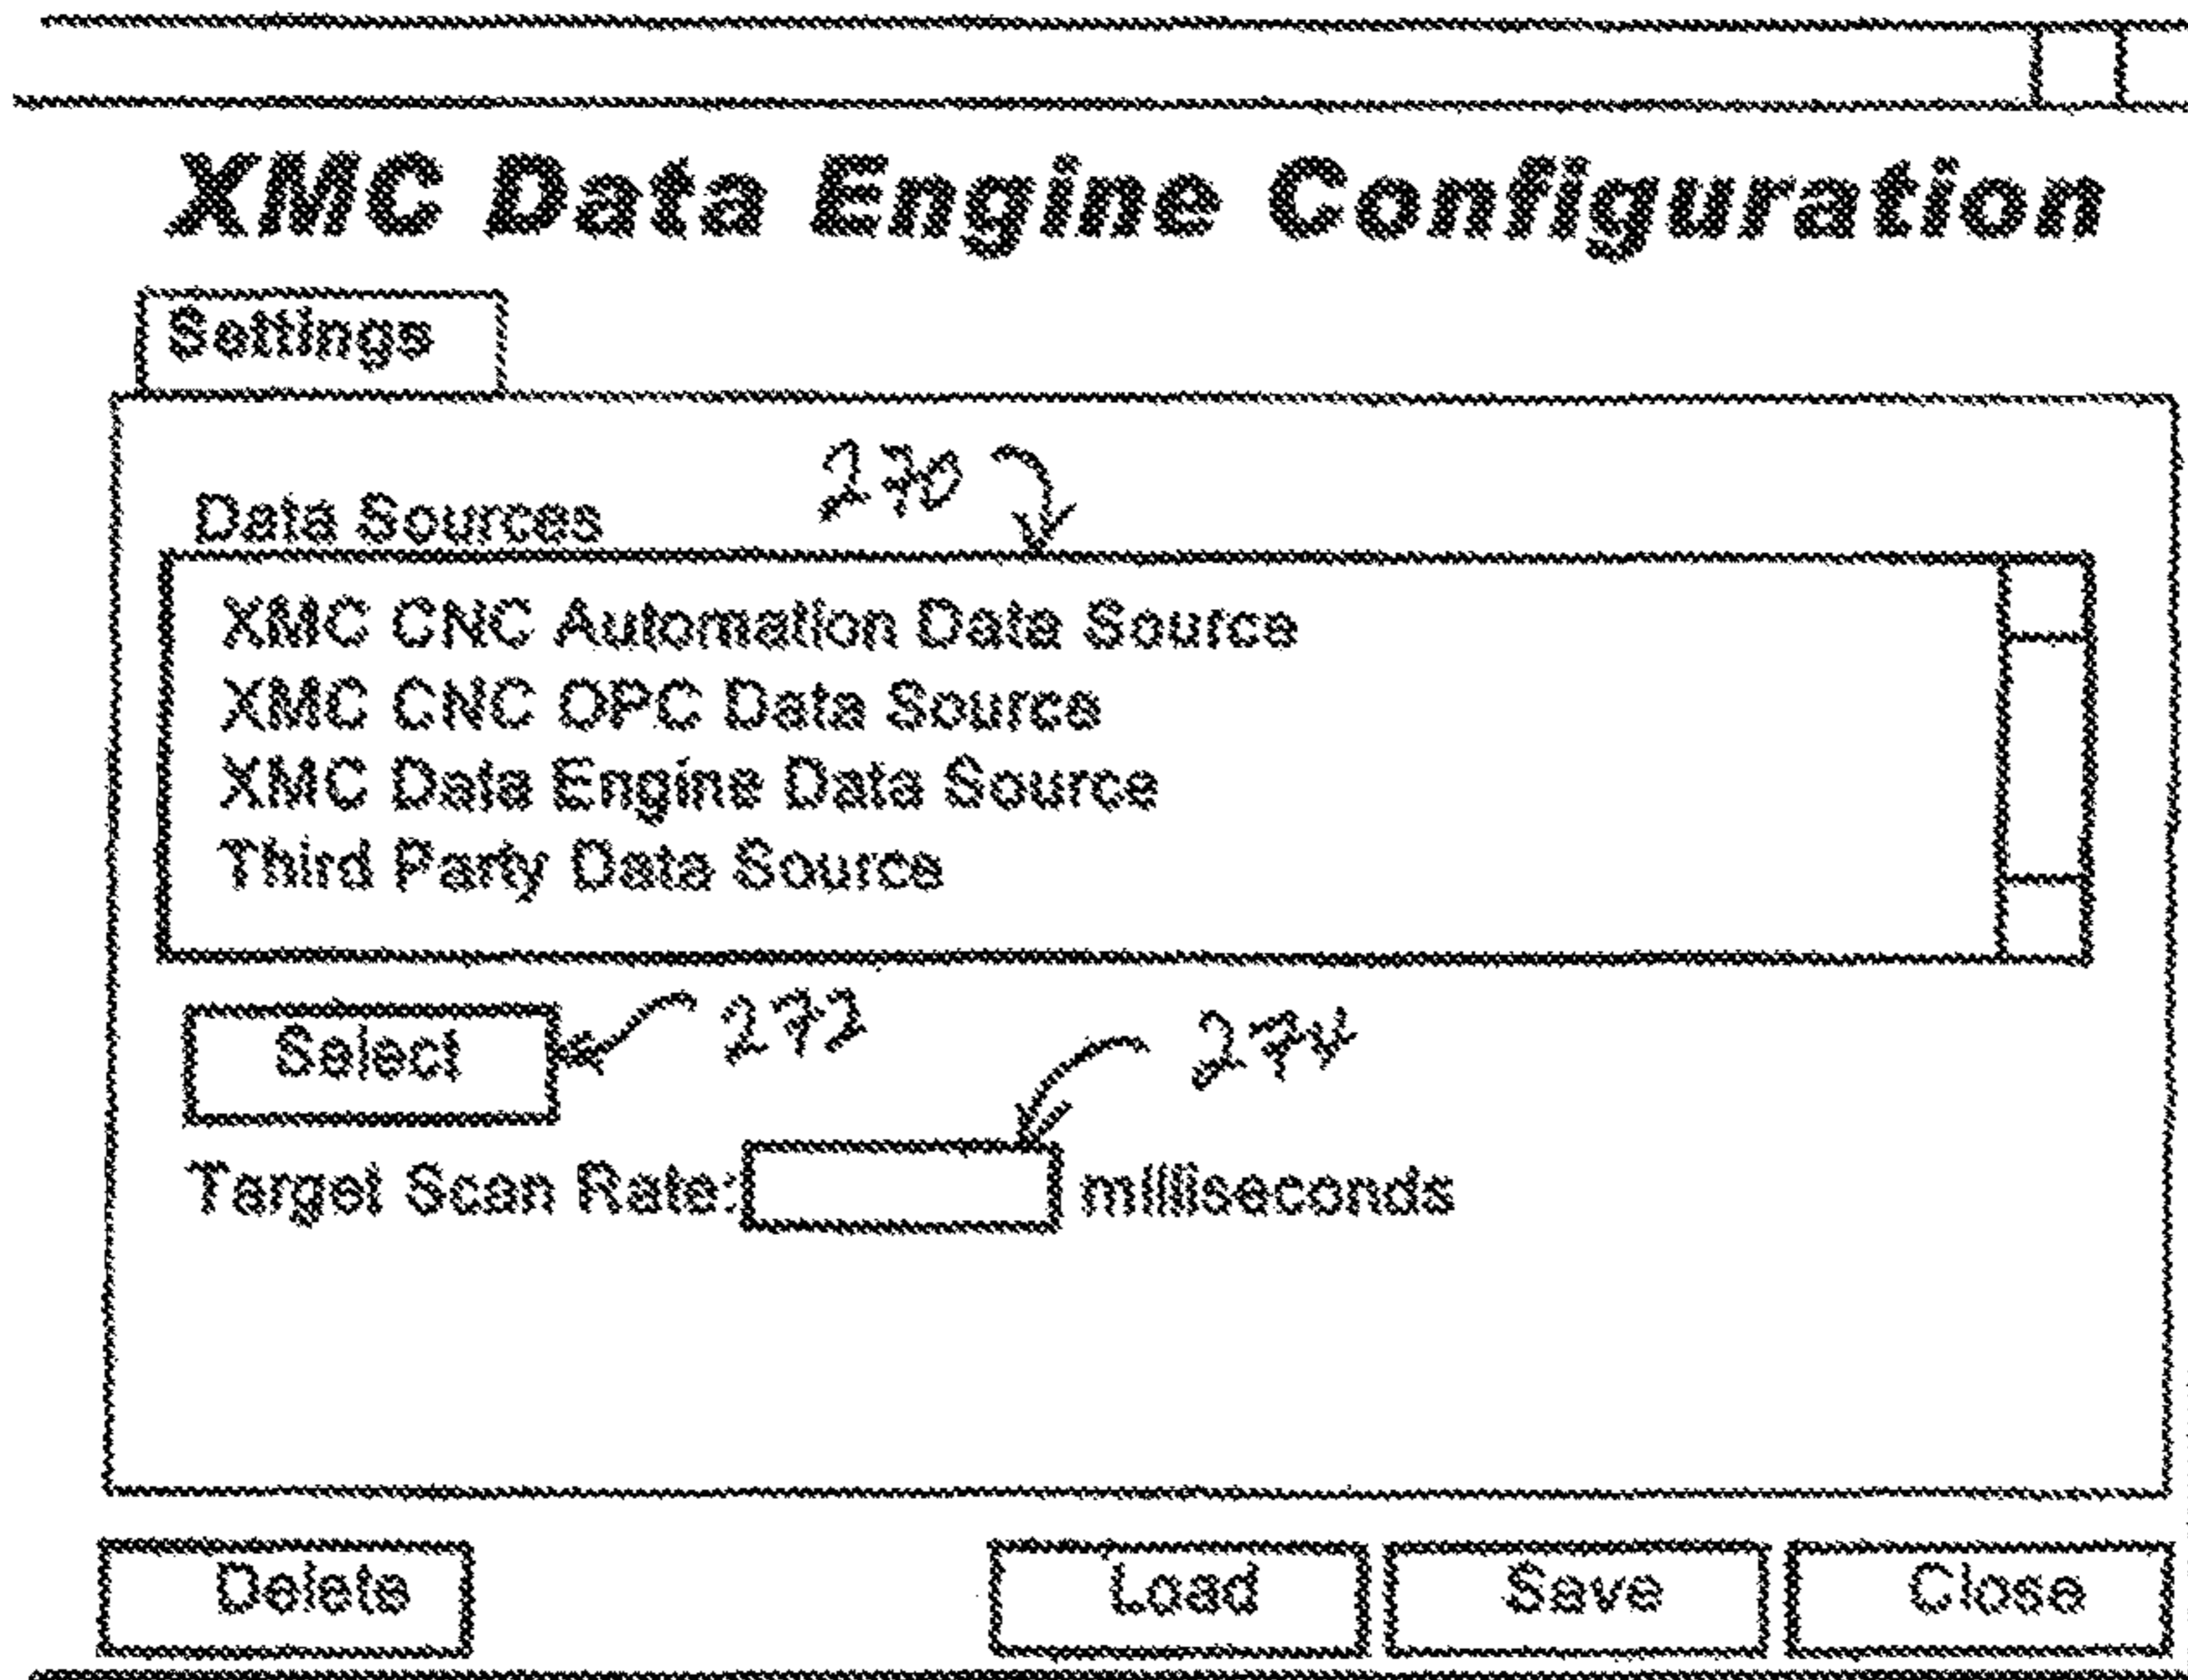 XMC Data Engine Configuration
Settings
270
Data Sources
XMC CNC Automation Data Source
XMC CNC OPC Data Source
XMC Data Engine Data Source
Third Party Data Source
Select 272 274
Target Scan Rate: milliseconds
Delete Load Save Close